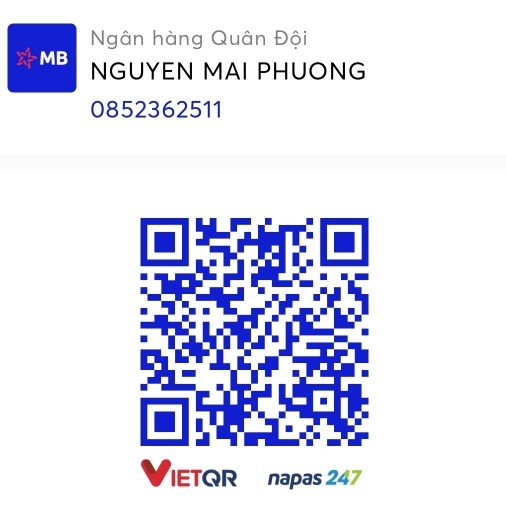 MB
Ngân hàng Quân Đội
NGUYEN MAI PHUONG
0852362511
VIETQR
napas 247